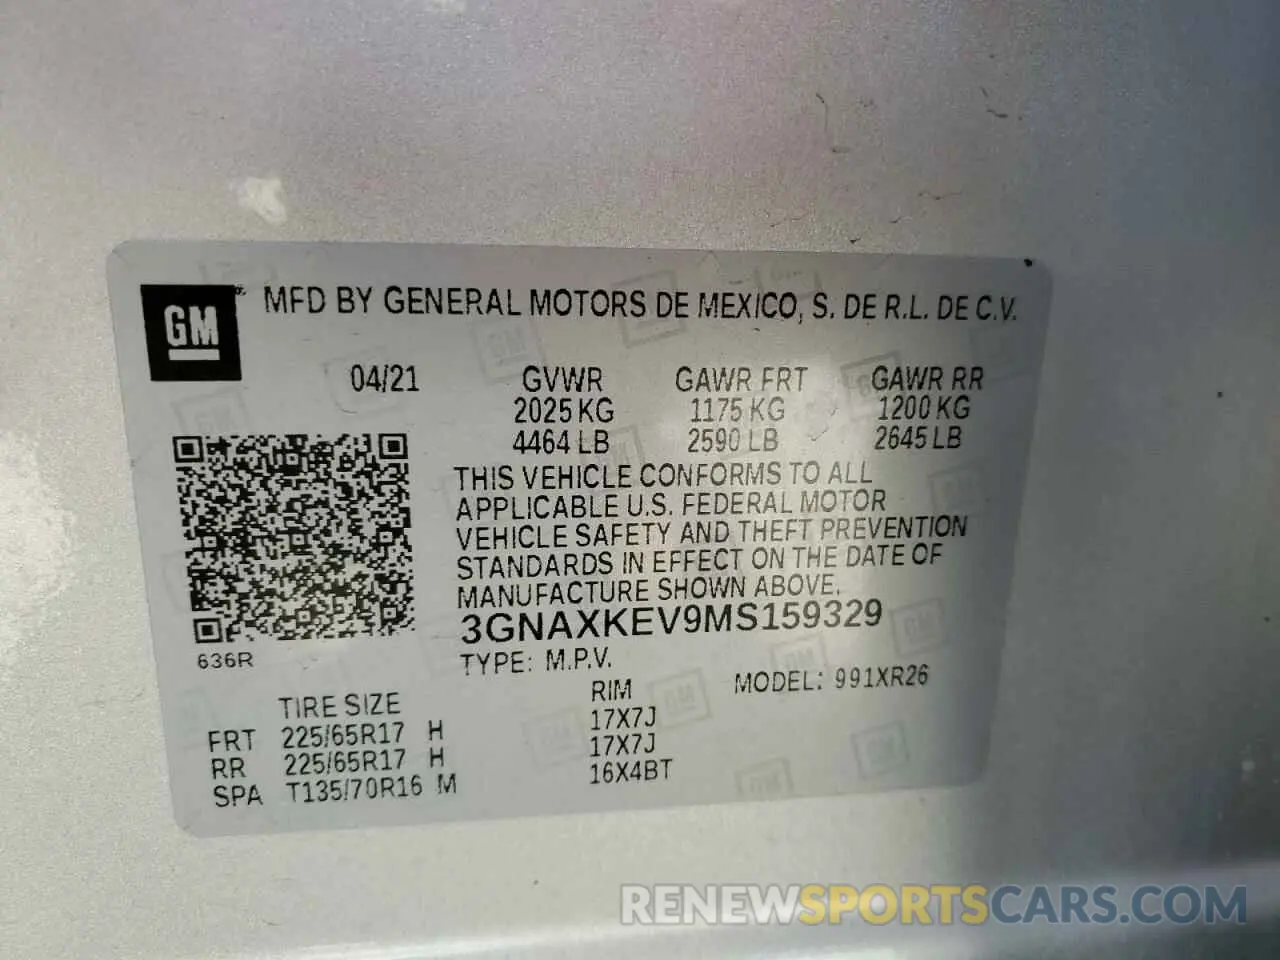 GM
MFD BY GENERAL MOTORS DE MEXICO, S. DE R.L. DE C.V.
04/21 GVWR GAWR FRT GAWR RR
2025 KG 1175 KG 1200 KG
4464 LB 2590 LB 2645 LB
THIS VEHICLE CONFORMS TO ALL
APPLICABLE U.S. FEDERAL MOTOR
VEHICLE SAFETY AND THEFT PREVENTION
STANDARDS IN EFFECT ON THE DATE OF
MANUFACTURE SHOWN ABOVE.
3GNAXKEV9MS159329
636R
TYPE: M.P.V.
MODEL: 991XR26
TIRE SIZE RIM
FRT 225/65R17 H 17X7J
RR 225/65R17 H 17X7J
SPA T135/70R16 M 16X4BT
RENEWSPORTSCARS.COM